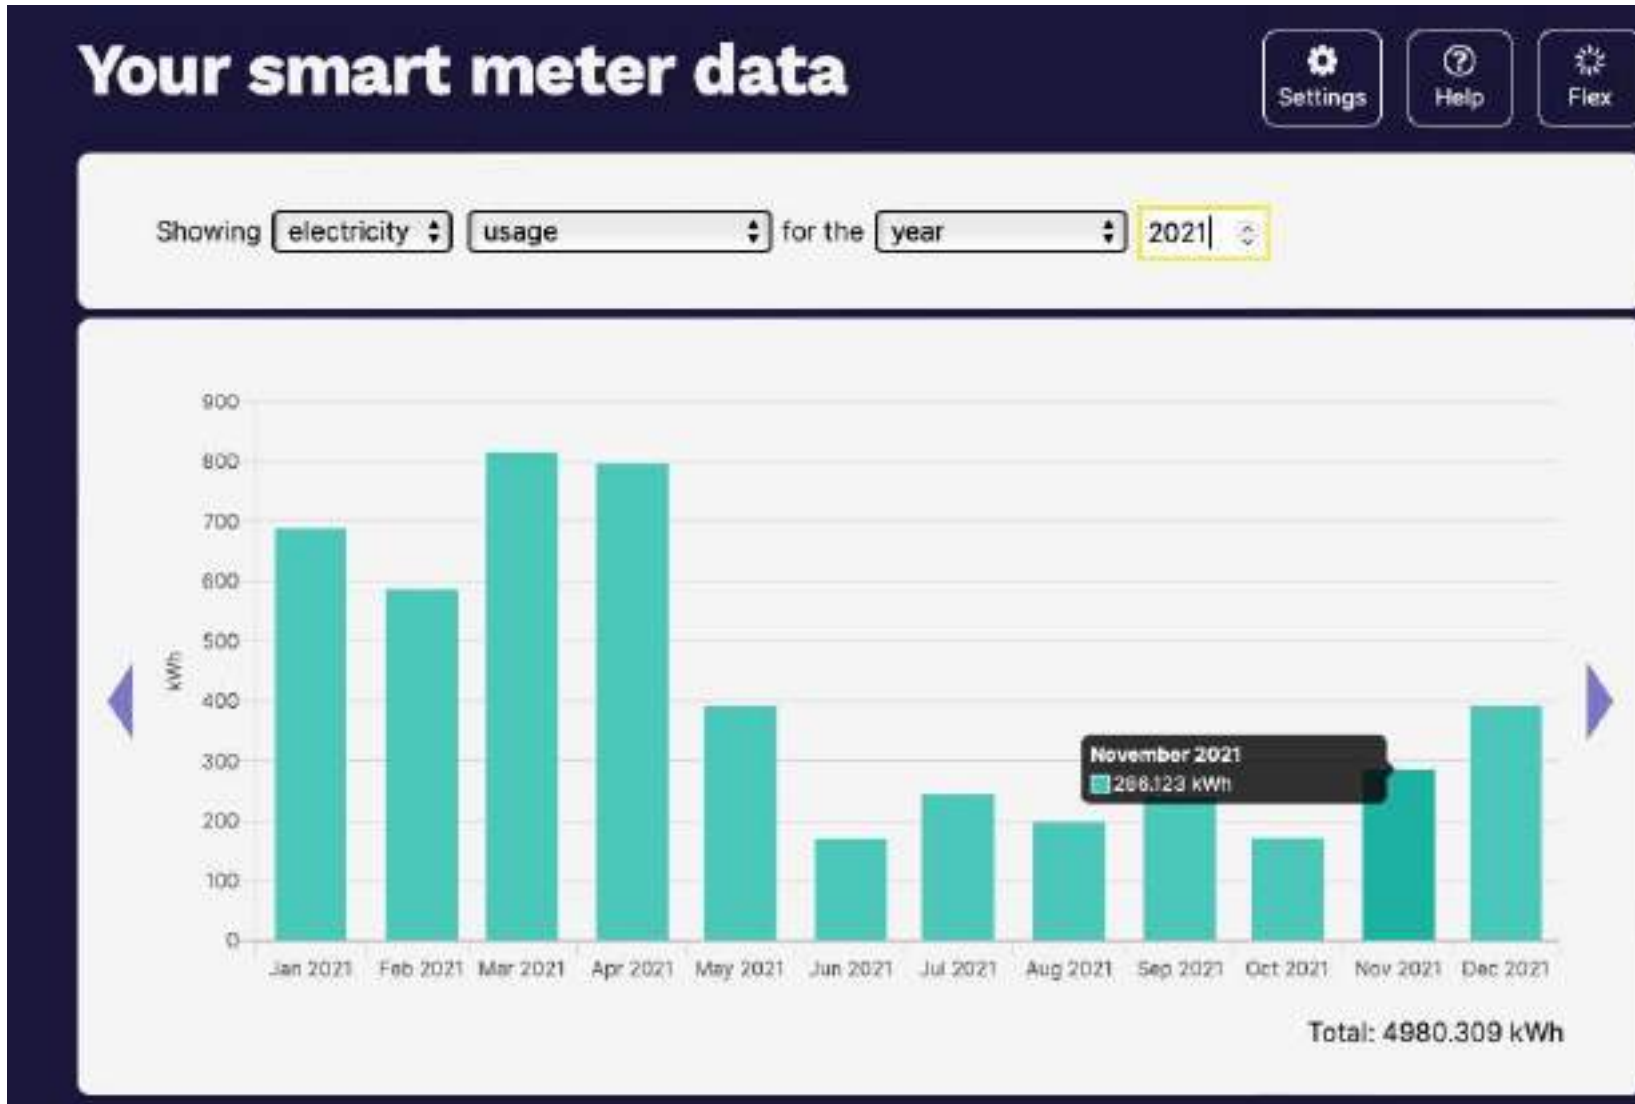 Your smart meter data
Settings
Help
Flex
Showing electricity usage for the year 2021
900
800
700
600
500
400
300
200
100
0
kWh
November 2021
286.123 kWh
Jan 2021 Feb 2021 Mar 2021 Apr 2021 May 2021 Jun 2021 Jul 2021 Aug 2021 Sep 2021 Oct 2021 Nov 2021 Dec 2021
Total: 4980.309 kWh